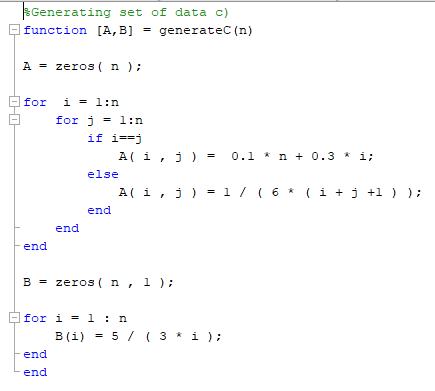 %Generating set of data c)
function [A,B] = generateC(n)
A = zeros( n );
for  i = 1:n
for j = 1:n
if i==j
A( i , j ) =  0.1 * n + 0.3 * i;
else
A( i , j ) = 1 / ( 6 * ( i + j +1 ) );
end
end
end
B = zeros( n , 1 );
for i = 1 : n
B(i) = 5 / ( 3 * i );
end
end